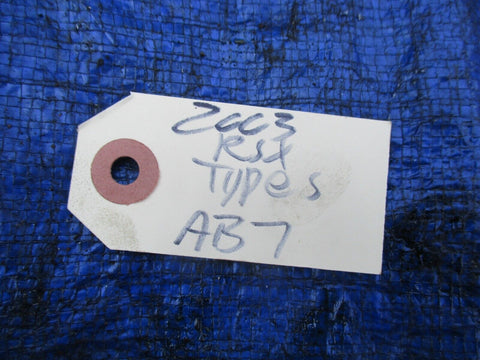 2003
RSX
Type S
AB7